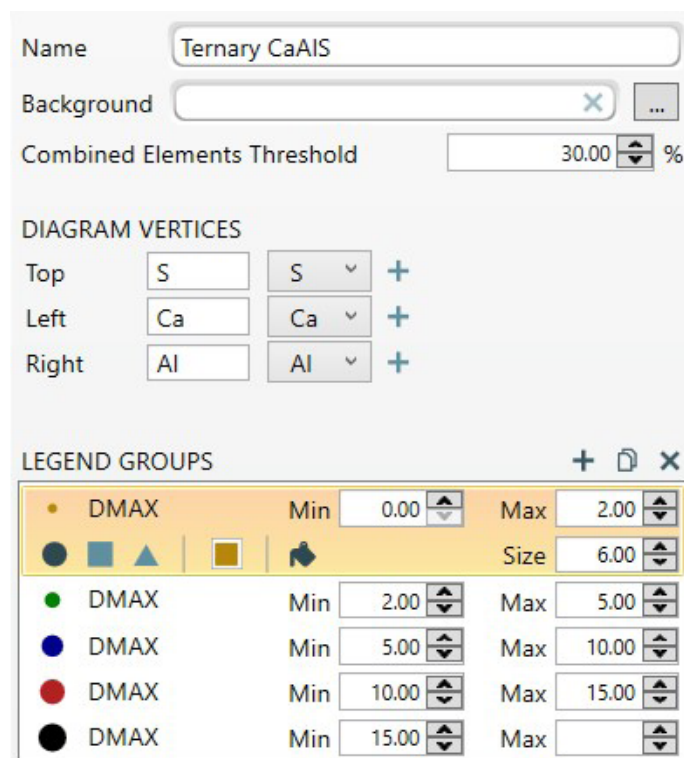 Name Ternary CaAlS
Background ...
Combined Elements Threshold 30.00 %
DIAGRAM VERTICES
Top S S
Left Ca Ca
Right Al Al
LEGEND GROUPS
DMAX Min 0.00 Max 2.00
Size 6.00
DMAX Min 2.00 Max 5.00
DMAX Min 5.00 Max 10.00
DMAX Min 10.00 Max 15.00
DMAX Min 15.00 Max